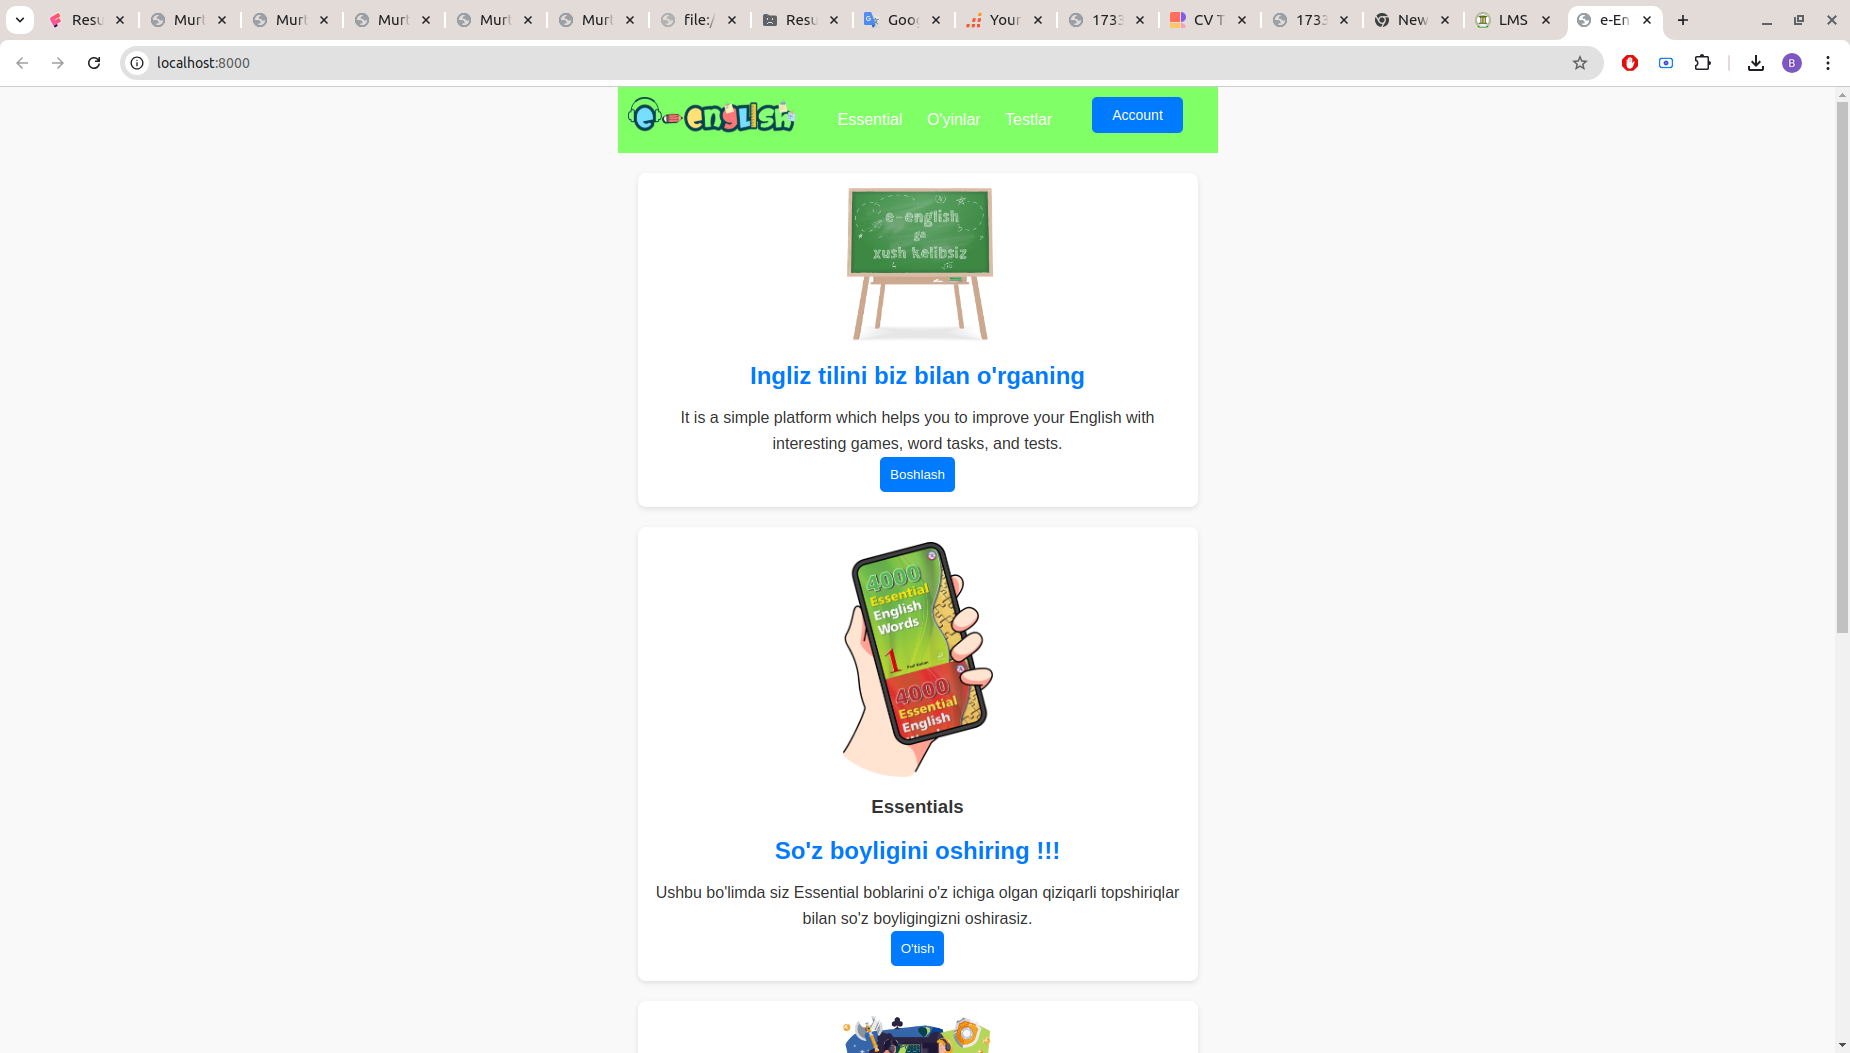 Resu
Murt
Murt
Murt
Murt
Murt
file:/
Resu
Goog
Your
1733
CV T
1733
New
LMS
e-En
localhost:8000
B
e-english
Essential
O'yinlar
Testlar
Account
e-english
ga
xush kelibsiz
Ingliz tilini biz bilan o'rganing
It is a simple platform which helps you to improve your English with
interesting games, word tasks, and tests.
Boshlash
4000
Essential
English
Words
1
4000
Essential
English
Essentials
So'z boyligini oshiring !!!
Ushbu bo'limda siz Essential boblarini o'z ichiga olgan qiziqarli topshiriqlar
bilan so'z boyligingizni oshirasiz.
O'tish